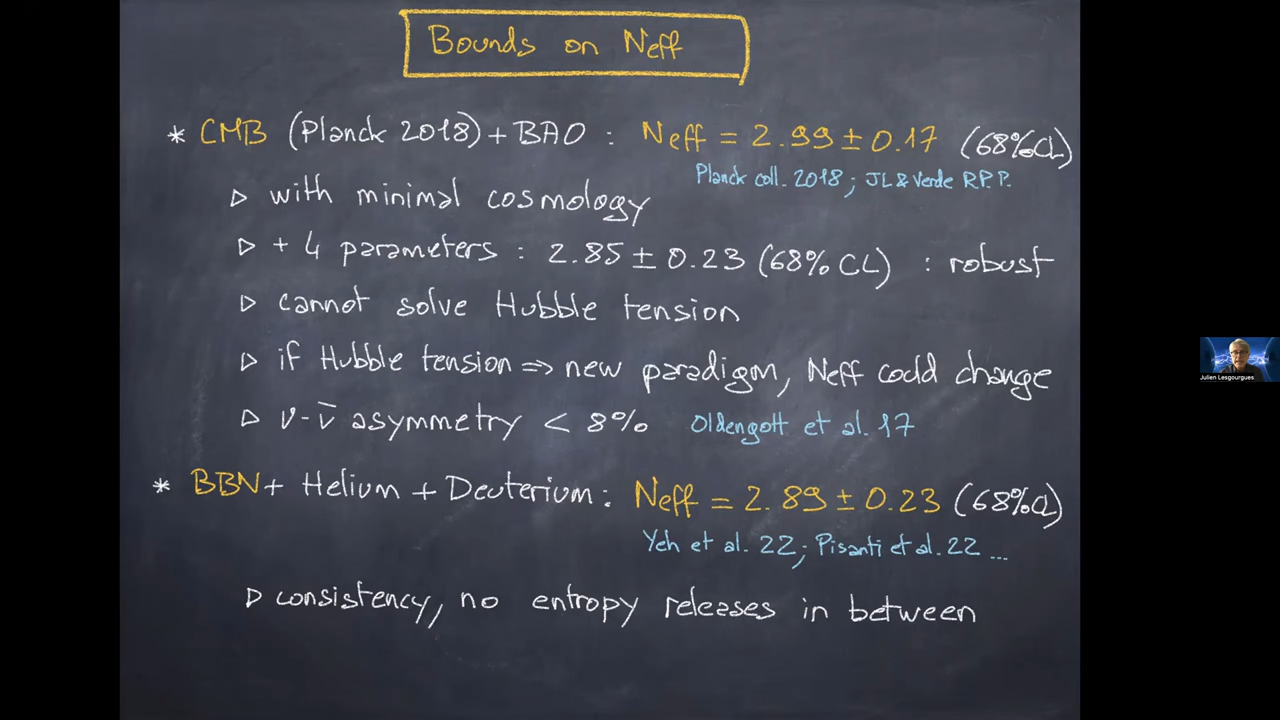 Bounds on Neff
* CMB (Planck 2018) + BAO : Neff = 2.99 ± 0.17 (68% CL)
Planck coll. 2018 ; JL & Verde R.P.P.
▷ with minimal cosmology
▷ + 4 parameters : 2.85 ± 0.23 (68% CL) : robust
▷ cannot solve Hubble tension
▷ if Hubble tension ⇒ new paradigm, Neff could change
▷ ν-ν̄ asymmetry < 8% Oldengott et al. 17
* BBN + Helium + Deuterium : Neff = 2.89 ± 0.23 (68% CL)
Yeh et al. 22 ; Pisanti et al. 22 ...
▷ consistency, no entropy releases in between
Julien Lesgourgues